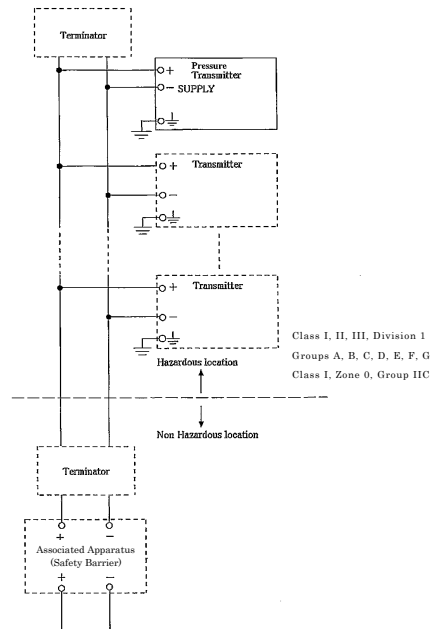 Terminator
+ Pressure
Transmitter
− SUPPLY
+ Transmitter
−
+ Transmitter
−
Class I, II, III, Division 1
Groups A, B, C, D, E, F, G
Class I, Zone 0, Group IIC
Hazardous location
Non Hazardous location
Terminator
+ −
Associated Apparatus
(Safety Barrier)
+ −